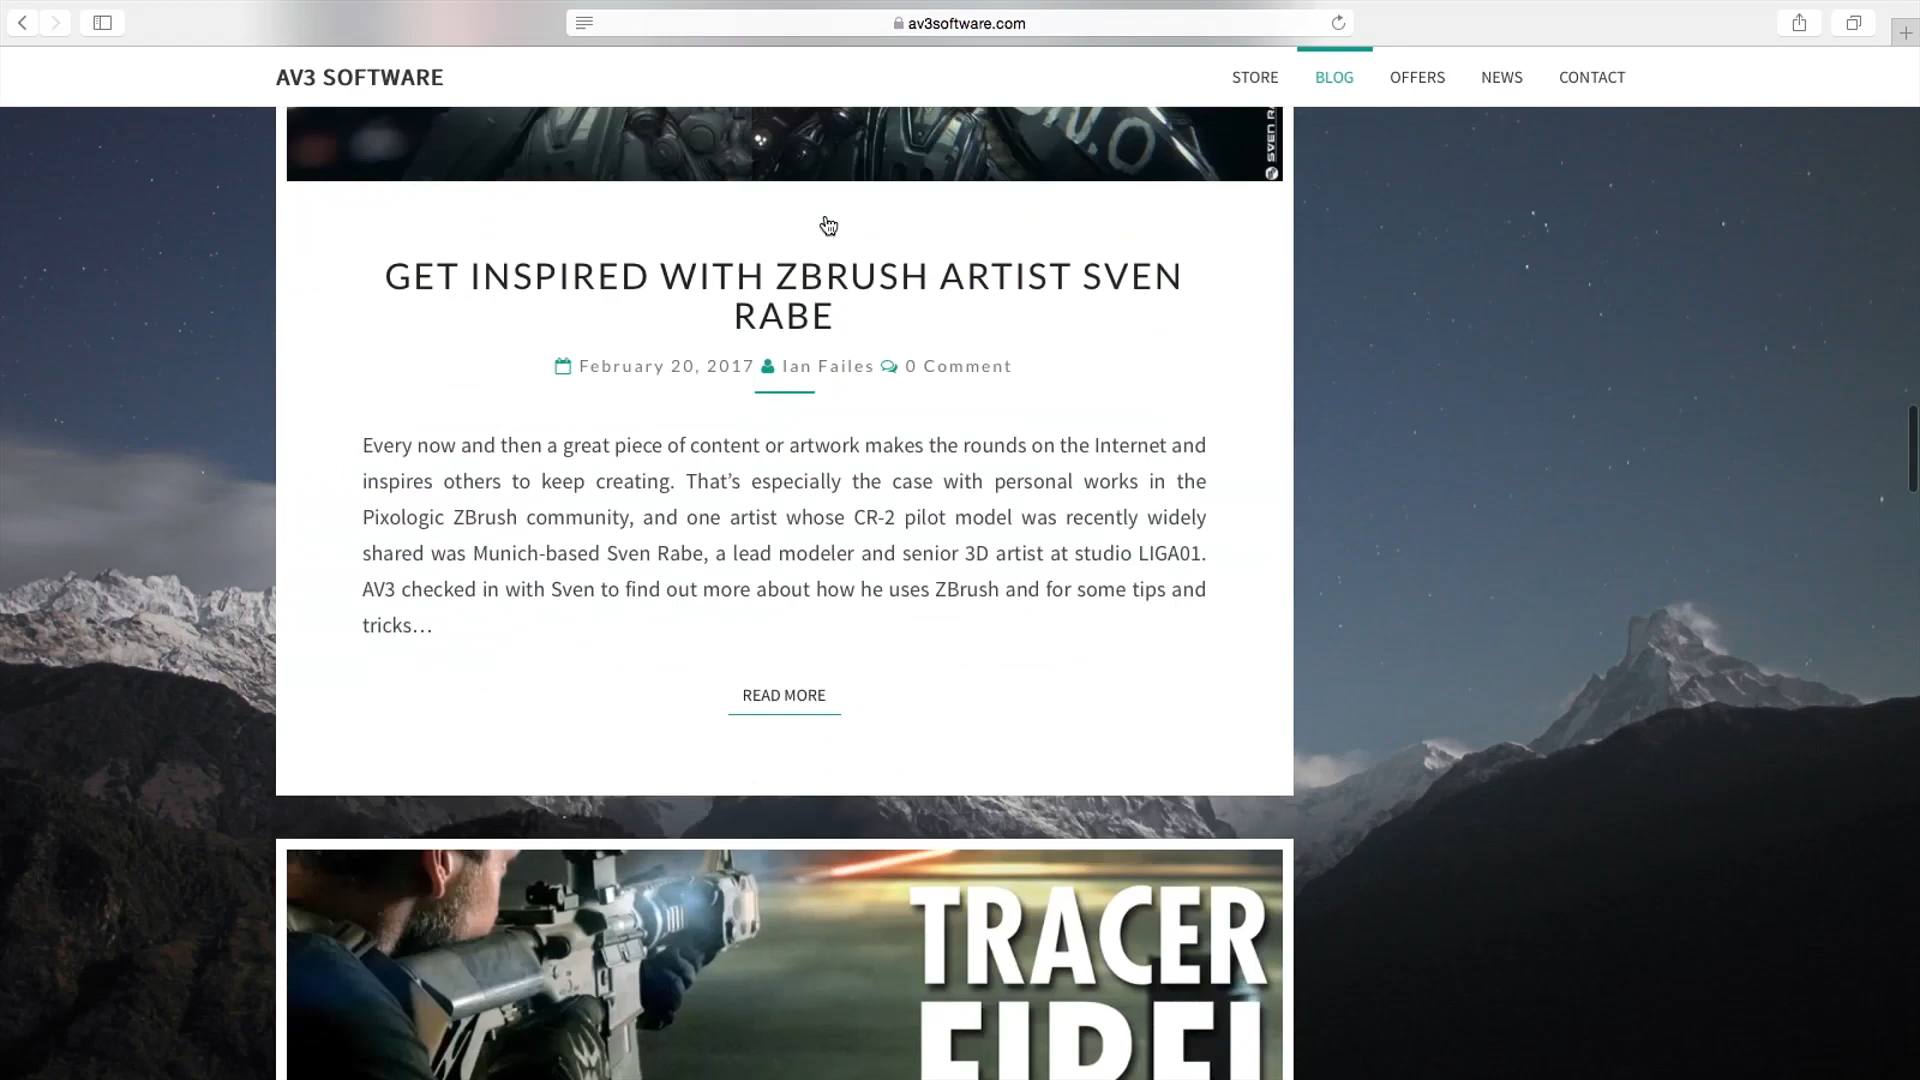 av3software.com
AV3 SOFTWARE
STORE BLOG OFFERS NEWS CONTACT
N.O
SVEN RA
GET INSPIRED WITH ZBRUSH ARTIST SVEN
RABE
February 20, 2017 Ian Failes 0 Comment
Every now and then a great piece of content or artwork makes the rounds on the Internet and
inspires others to keep creating. That’s especially the case with personal works in the
Pixologic ZBrush community, and one artist whose CR-2 pilot model was recently widely
shared was Munich-based Sven Rabe, a lead modeler and senior 3D artist at studio LIGA01.
AV3 checked in with Sven to find out more about how he uses ZBrush and for some tips and
tricks…
READ MORE
TRACER
FIRE